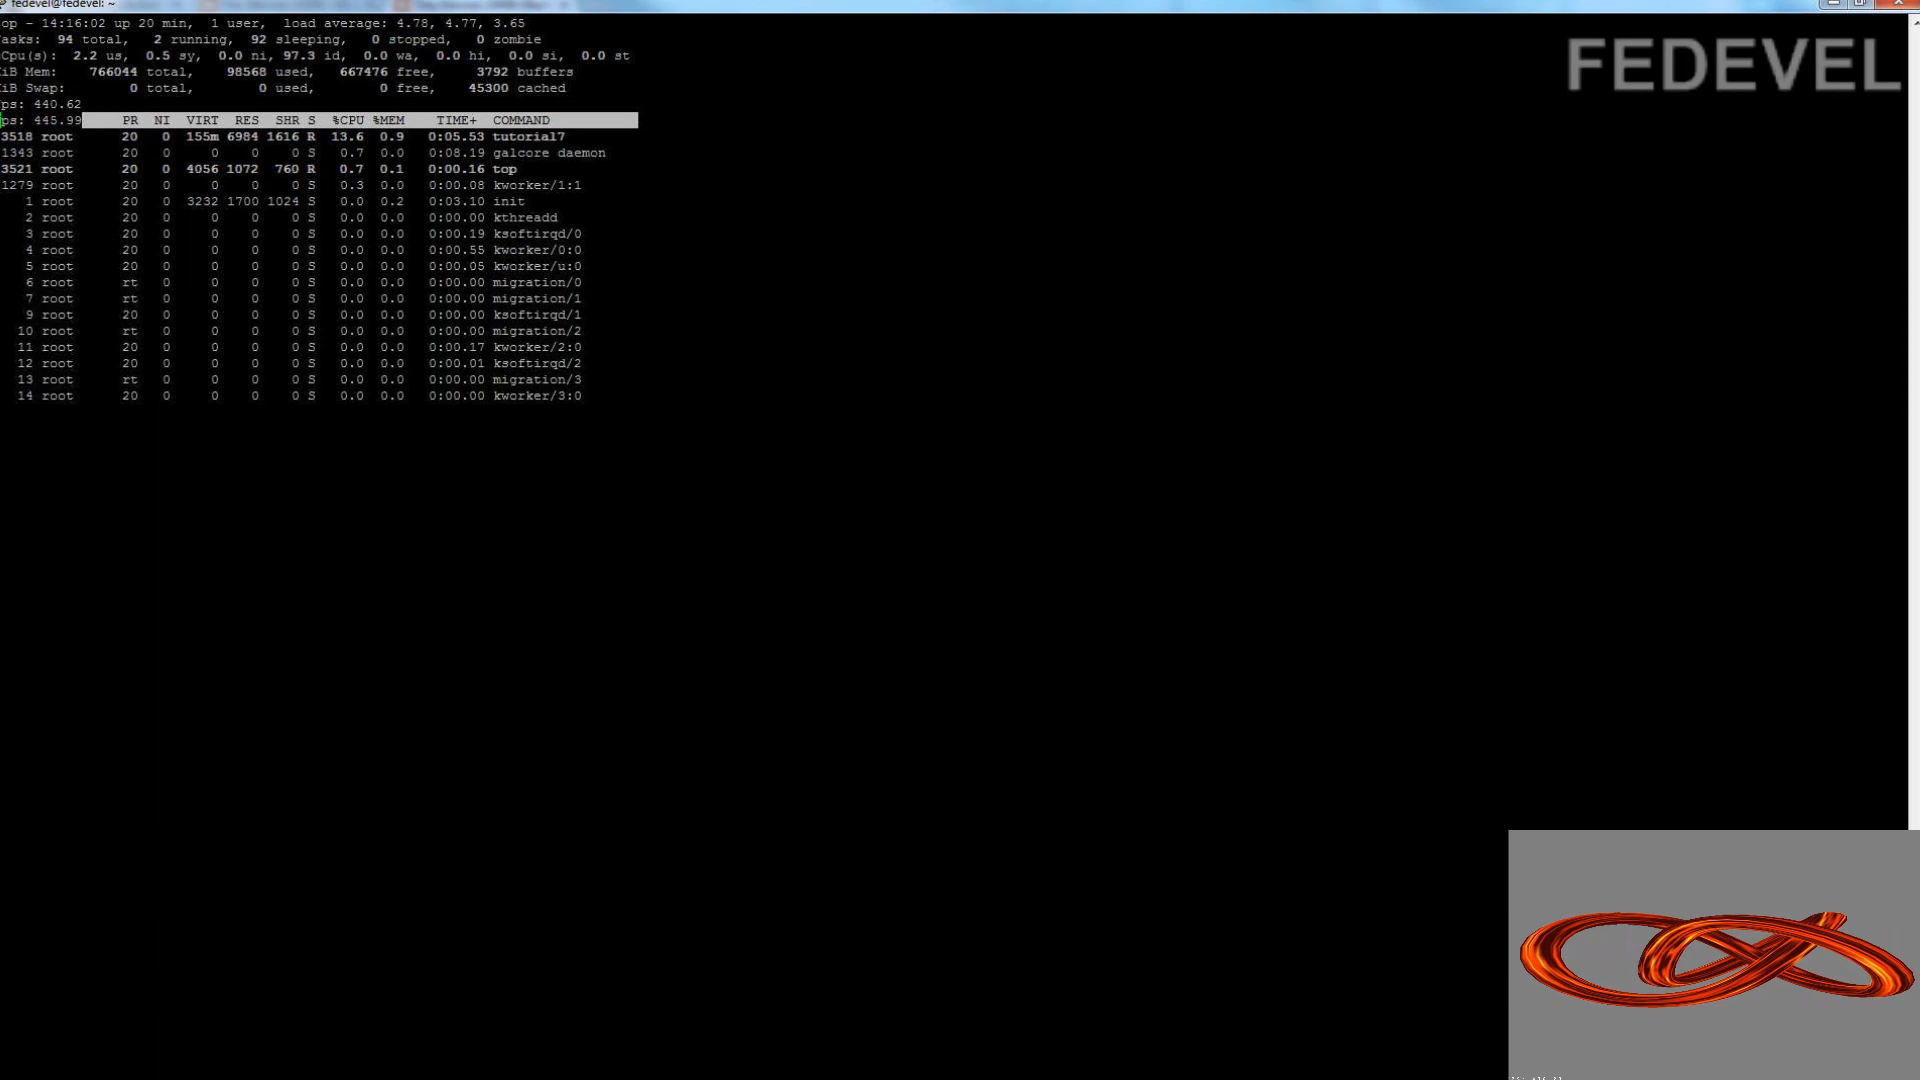 fedevel@fedevel: ~
FEDEVEL
op - 14:16:02 up 20 min,  1 user,  load average: 4.78, 4.77, 3.65
asks:  94 total,   2 running,  92 sleeping,   0 stopped,   0 zombie
Cpu(s):  2.2 us,  0.5 sy,  0.0 ni, 97.3 id,  0.0 wa,  0.0 hi,  0.0 si,  0.0 st
iB Mem:    766044 total,    98568 used,   667476 free,     3792 buffers
iB Swap:        0 total,        0 used,        0 free,    45300 cached
ps: 440.62
ps: 445.99     PR  NI  VIRT  RES  SHR S  %CPU %MEM    TIME+  COMMAND
3518 root      20   0  155m 6984 1616 R  13.6  0.9   0:05.53 tutorial7
1343 root      20   0     0    0    0 S   0.7  0.0   0:08.19 galcore daemon
3521 root      20   0  4056 1072  760 R   0.7  0.1   0:00.16 top
1279 root      20   0     0    0    0 S   0.3  0.0   0:00.08 kworker/1:1
1 root      20   0  3232 1700 1024 S   0.0  0.2   0:03.10 init
2 root      20   0     0    0    0 S   0.0  0.0   0:00.00 kthreadd
3 root      20   0     0    0    0 S   0.0  0.0   0:00.19 ksoftirqd/0
4 root      20   0     0    0    0 S   0.0  0.0   0:00.55 kworker/0:0
5 root      20   0     0    0    0 S   0.0  0.0   0:00.05 kworker/u:0
6 root      rt   0     0    0    0 S   0.0  0.0   0:00.00 migration/0
7 root      rt   0     0    0    0 S   0.0  0.0   0:00.00 migration/1
9 root      20   0     0    0    0 S   0.0  0.0   0:00.00 ksoftirqd/1
10 root      rt   0     0    0    0 S   0.0  0.0   0:00.00 migration/2
11 root      20   0     0    0    0 S   0.0  0.0   0:00.17 kworker/2:0
12 root      20   0     0    0    0 S   0.0  0.0   0:00.01 ksoftirqd/2
13 root      rt   0     0    0    0 S   0.0  0.0   0:00.00 migration/3
14 root      20   0     0    0    0 S   0.0  0.0   0:00.00 kworker/3:0